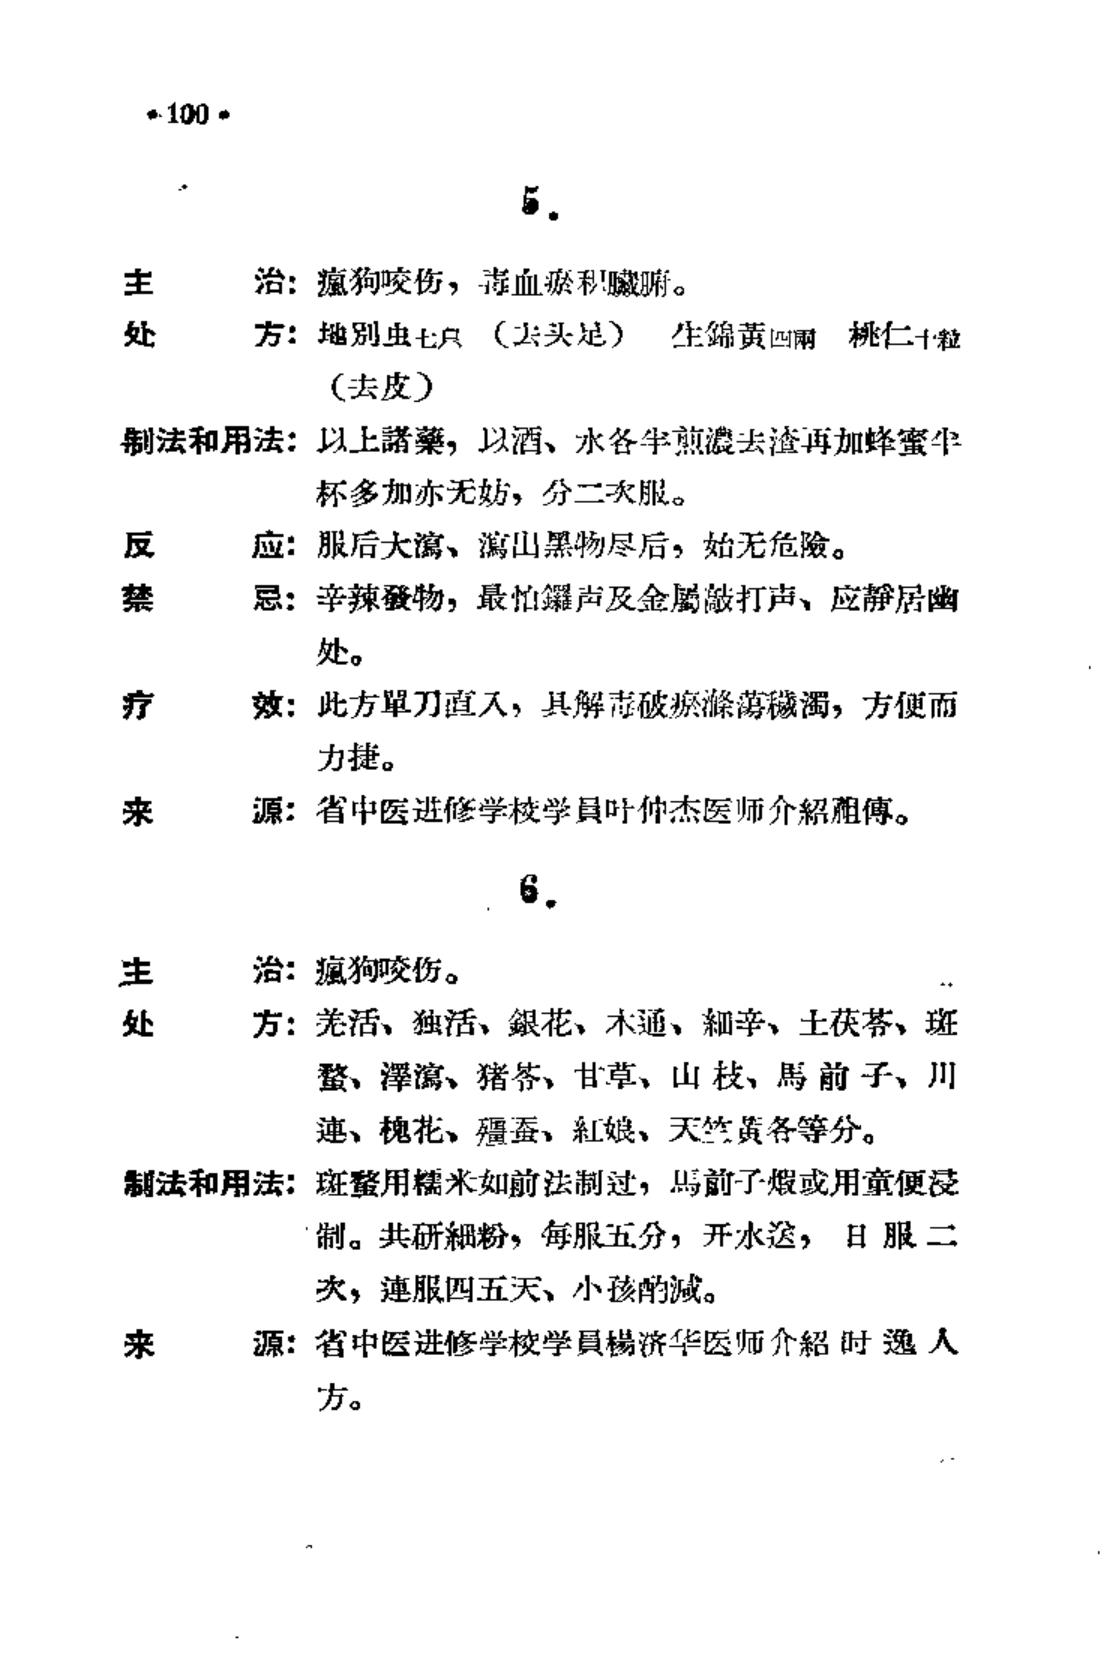 •100•
5.
主 治：瘋狗咬伤，毒血瘀积臟腑。
处 方：地別虫七只（去头足） 生錦黃四兩 桃仁十粒
（去皮）
制法和用法：以上諸藥，以酒、水各半煎濃去渣再加蜂蜜半
杯多加亦无妨，分二次服。
反 应：服后大瀉、瀉出黑物尽后，始无危險。
禁 忌：辛辣發物，最怕鑼声及金屬敲打声、应靜居幽
处。
疗 效：此方單刀直入，具解毒破瘀滌蕩穢濁，方便而
力捷。
来 源：省中医进修学校学員叶仲杰医师介紹祖傳。
6.
主 治：瘋狗咬伤。
处 方：羌活、独活、銀花、木通、細辛、土茯苓、斑
蝥、澤瀉、猪苓、甘草、山枝、馬前子、川
連、槐花、殭蚕、紅娘、天竺黃各等分。
制法和用法：斑蝥用糯米如前法制过，馬前子煆或用童便浸
制。共研細粉，每服五分，开水送，日服二
次，連服四五天、小孩酌減。
来 源：省中医进修学校学員楊济华医师介紹时逸人
方。